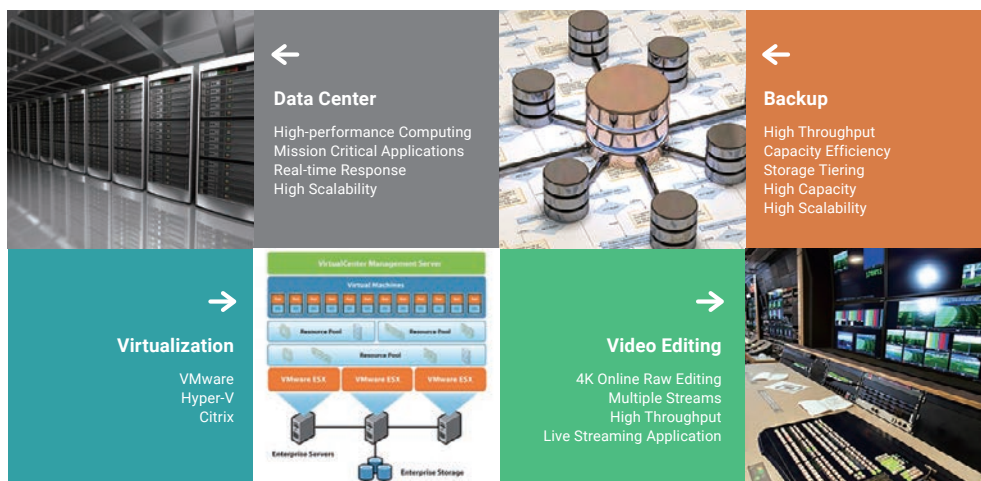 Data Center
High-performance Computing
Mission Critical Applications
Real-time Response
High Scalability
Backup
High Throughput
Capacity Efficiency
Storage Tiering
High Capacity
High Scalability
Virtualization
VMware
Hyper-V
Citrix
VirtualCenter Management Server
Virtual Machines
Resource Pool
Resource Pool
Resource Pool
VMware ESX
VMware ESX
VMware ESX
Enterprise Servers
Enterprise Storage
Video Editing
4K Online Raw Editing
Multiple Streams
High Throughput
Live Streaming Application